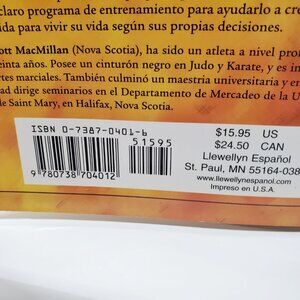 claro programa de entrenamiento para ayudarlo a cre
ida para vivir su vida según sus propias decisiones.
ott MacMillan (Nova Scotia), ha sido un atleta a nivel prof
einta años. Posee un cinturón negro en Judo y Karate, y es i
rtes marciales. También culminó un maestria universitaria y en
ad dirige seminarios en el Departamento de Mercadeo de la U
de Saint Mary, en Halifax, Nova Scotia.
ISBN 0-7387-0401-6
51595
9 780738 704012
$15.95 US
$24.50 CAN
Llewellyn Español
St. Paul, MN 55164-038
www.llewellynespanol.com
Impreso en U.S.A.